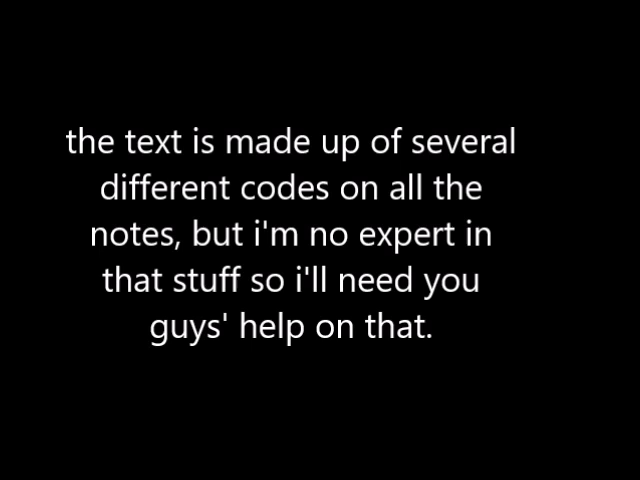 the text is made up of several
different codes on all the
notes, but i'm no expert in
that stuff so i'll need you
guys' help on that.